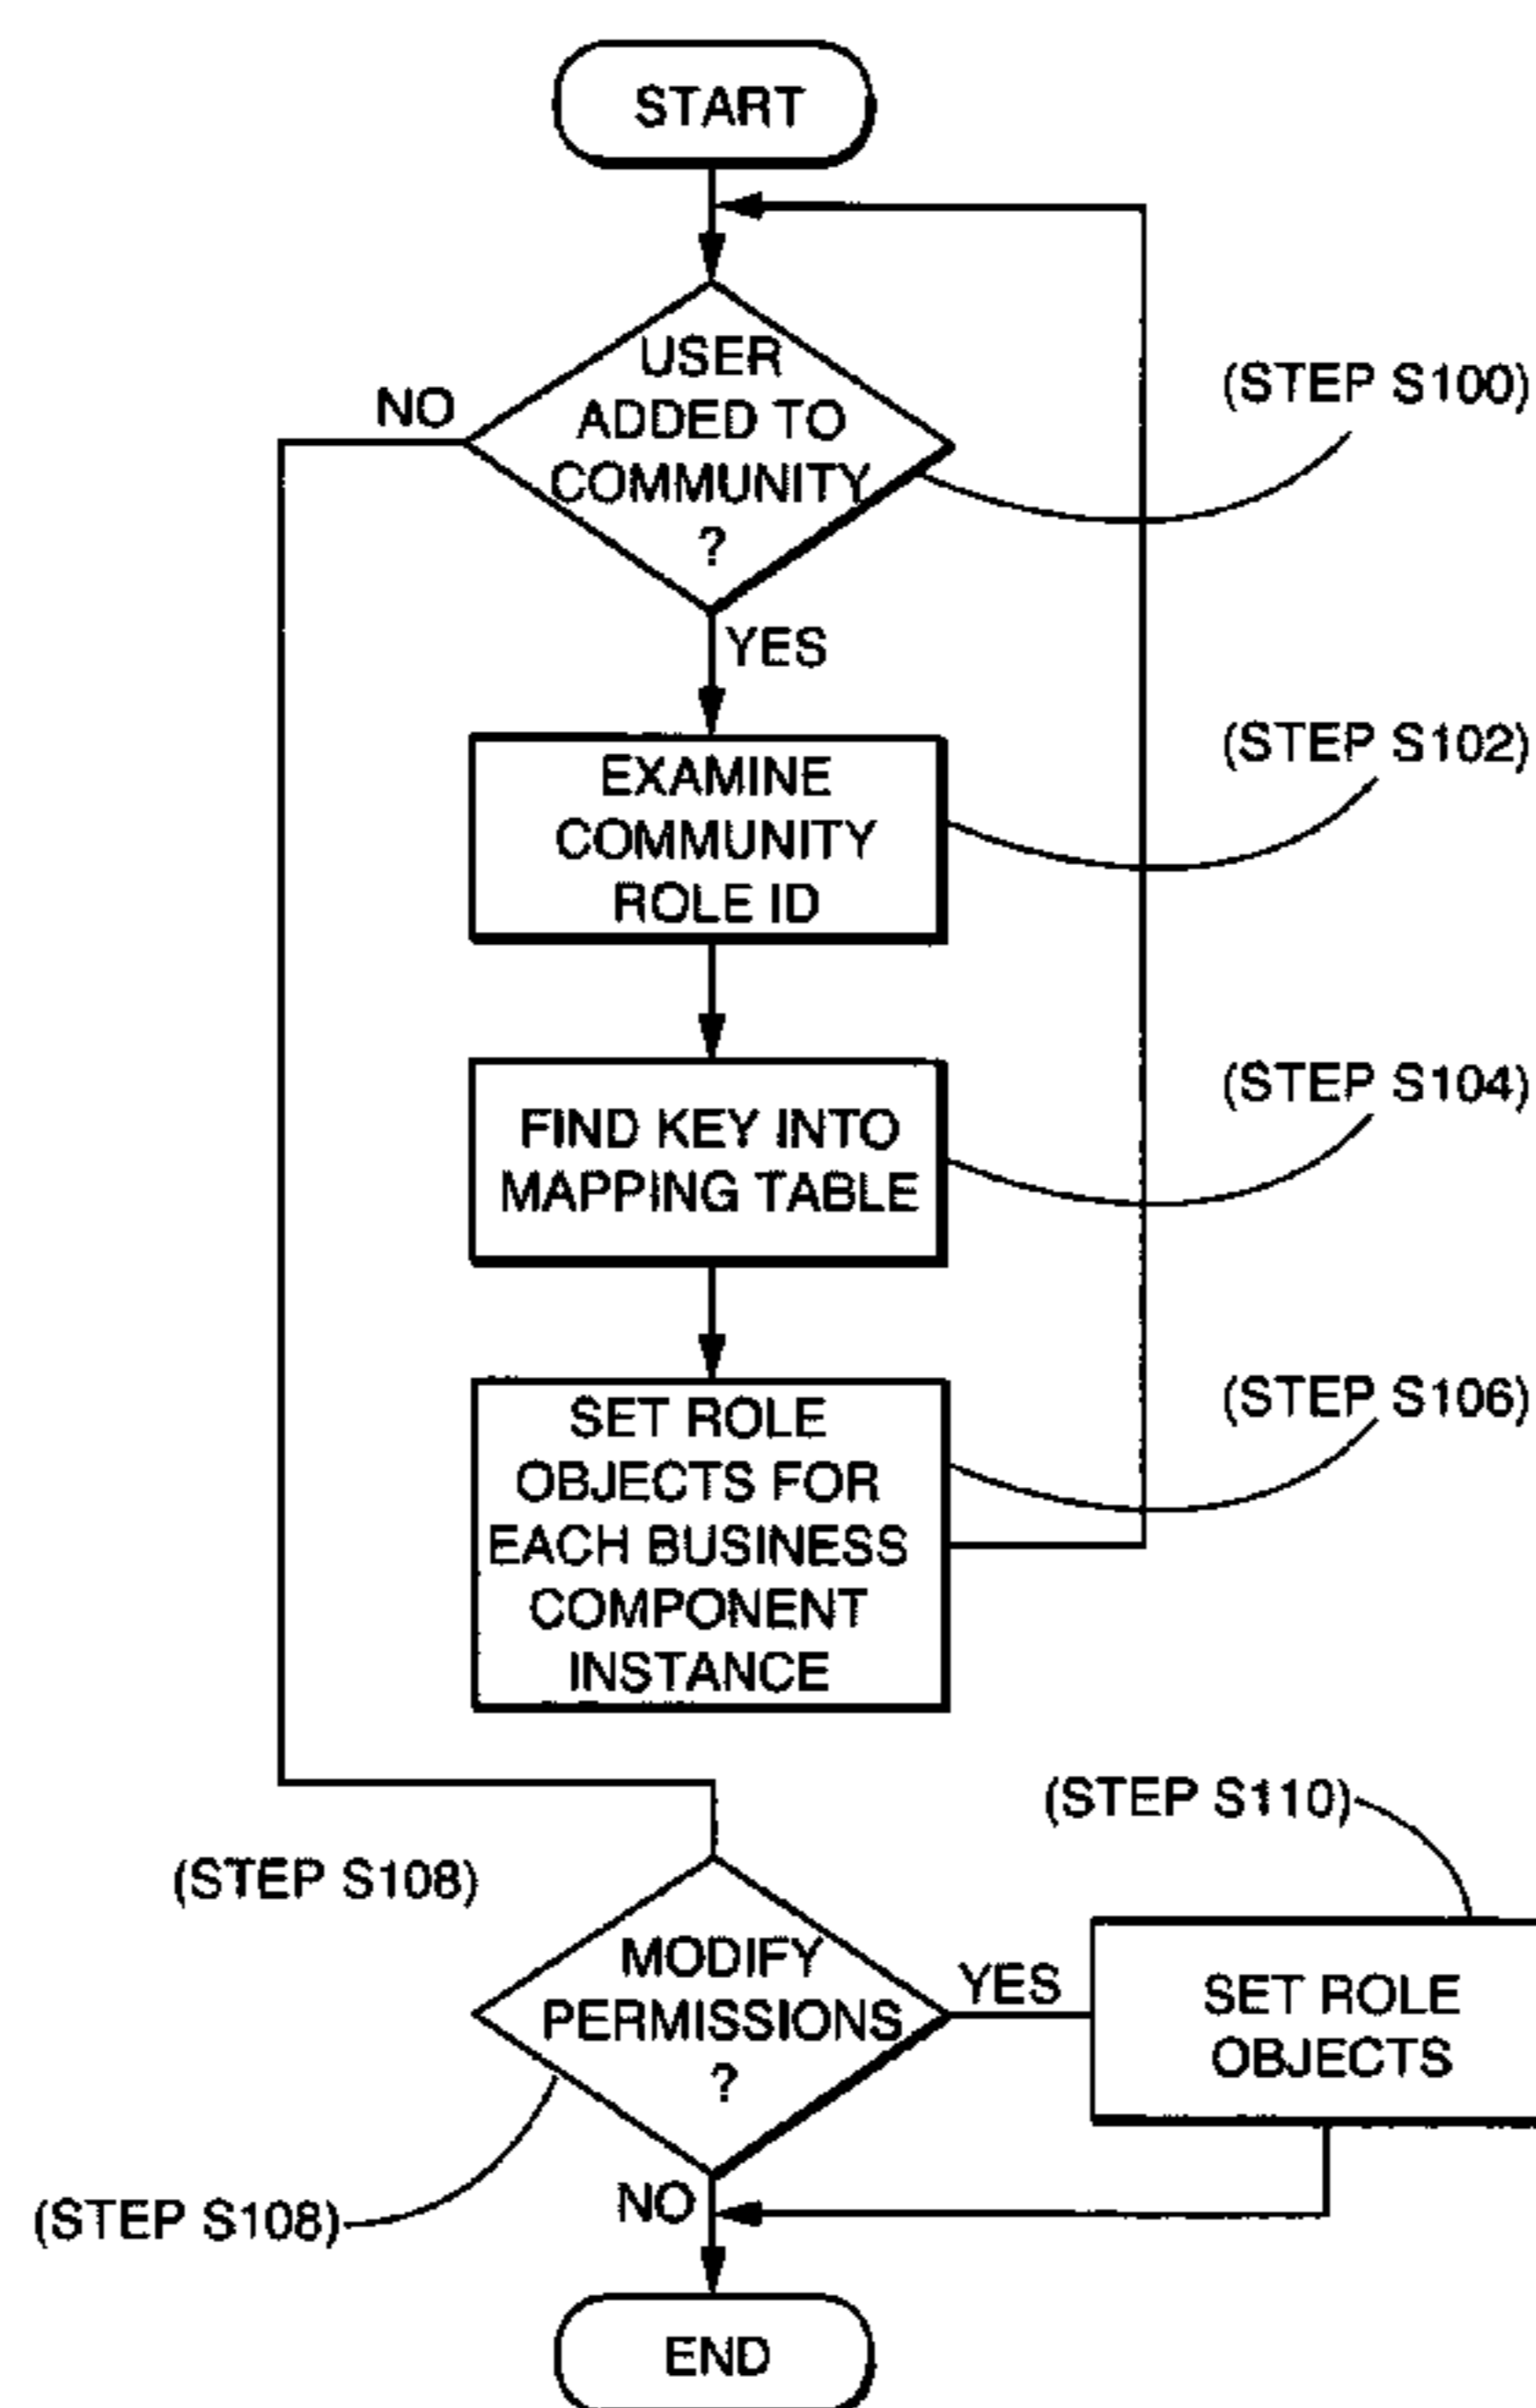 START
USER
ADDED TO
COMMUNITY
?
NO
(STEP S100)
YES
EXAMINE
COMMUNITY
ROLE ID
(STEP S102)
FIND KEY INTO
MAPPING TABLE
(STEP S104)
SET ROLE
OBJECTS FOR
EACH BUSINESS
COMPONENT
INSTANCE
(STEP S106)
(STEP S110)
(STEP S108)
MODIFY
PERMISSIONS
?
YES
SET ROLE
OBJECTS
NO
(STEP S108)
END